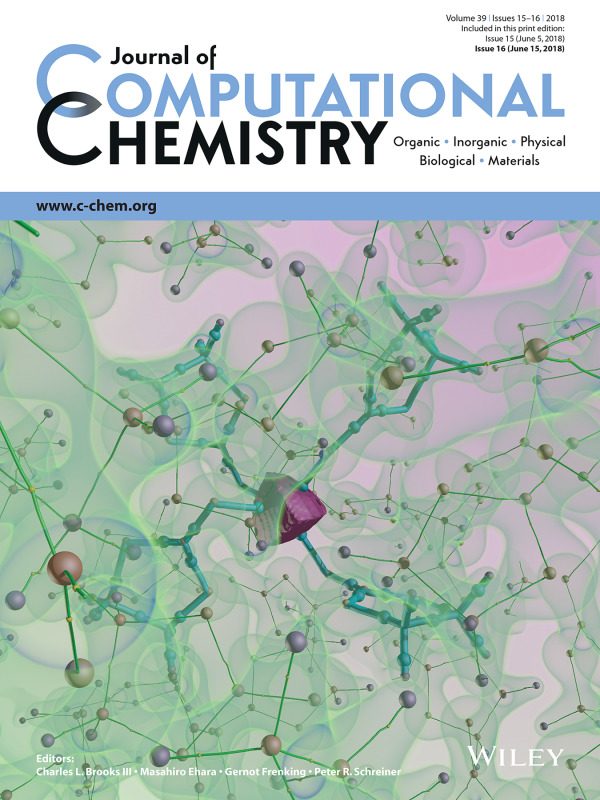 Volume 39 | Issues 15–16 | 2018
Included in this print edition:
Issue 15 (June 5, 2018)
Issue 16 (June 15, 2018)
Journal of
COMPUTATIONAL
CHEMISTRY
Organic • Inorganic • Physical
Biological • Materials
www.c-chem.org
Editors:
Charles L. Brooks III • Masahiro Ehara • Gernot Frenking • Peter R. Schreiner
WILEY